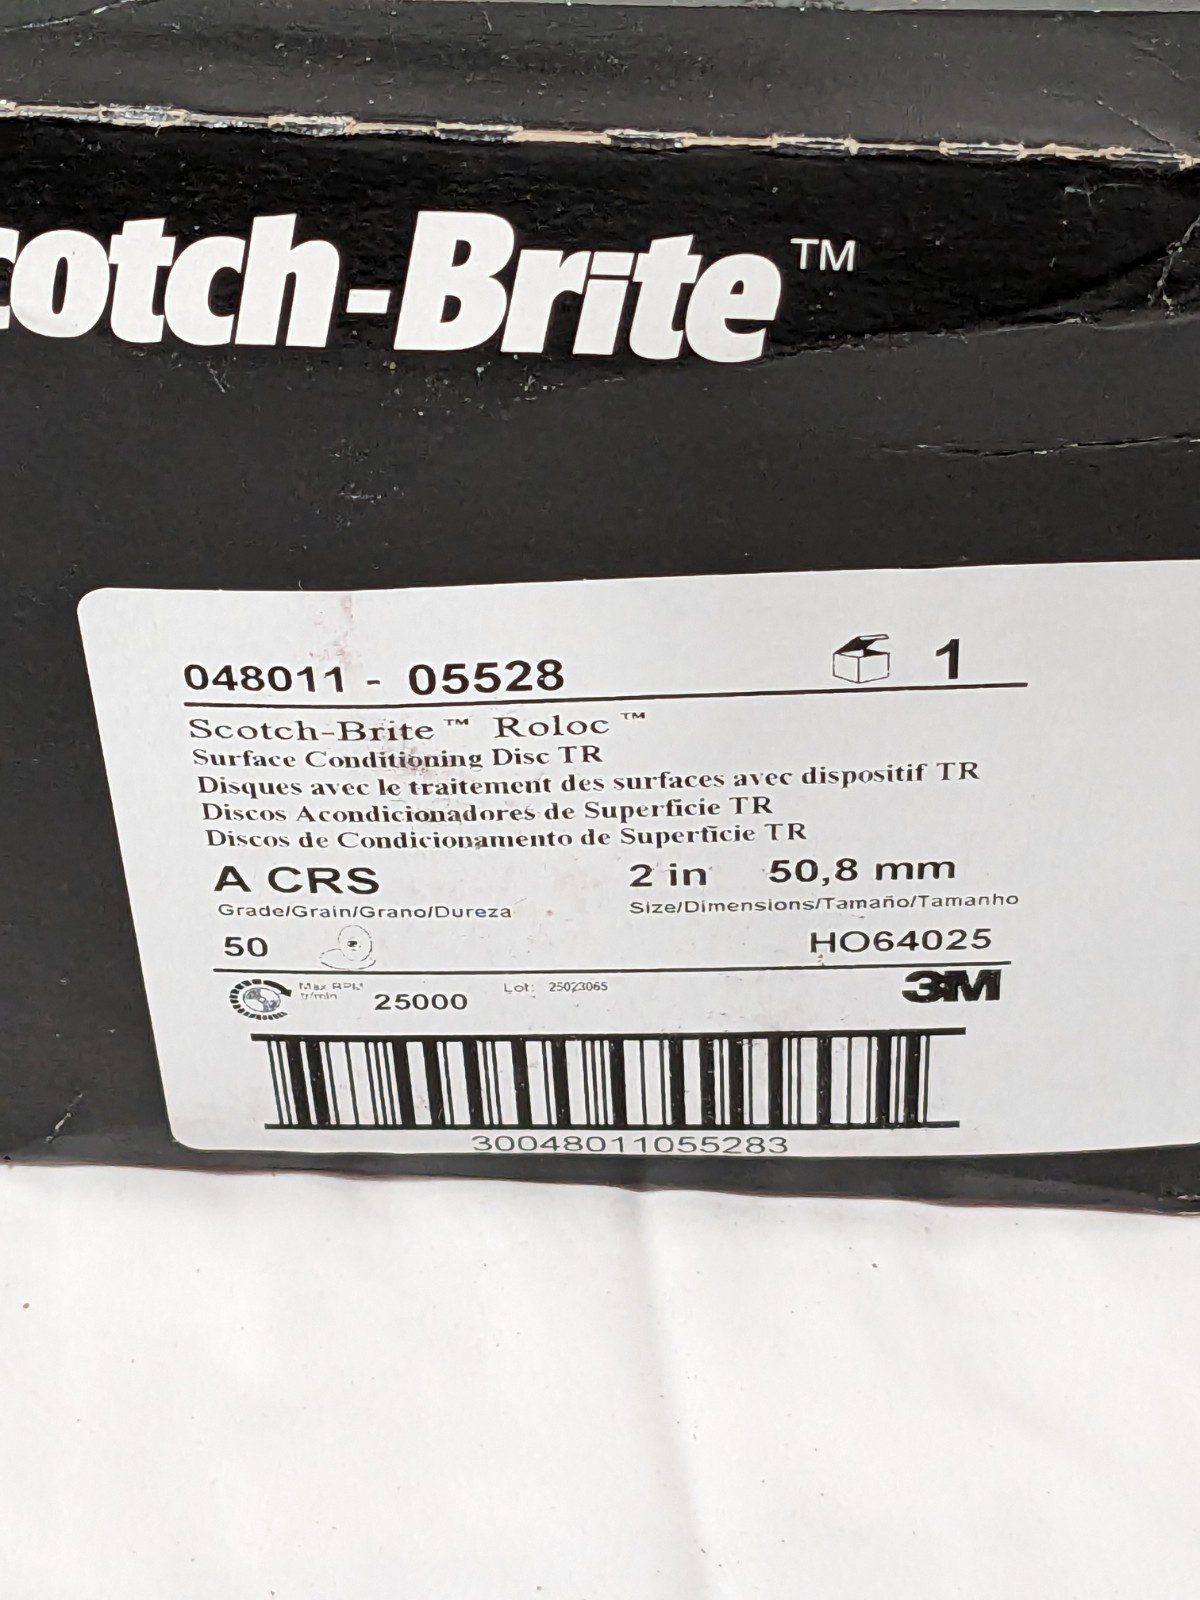 cotch-Brite™
048011 - 05528 1
Scotch-Brite™ Roloc™
Surface Conditioning Disc TR
Disques avec le traitement des surfaces avec dispositif TR
Discos Acondicionadores de Superficie TR
Discos de Condicionamento de Superficie TR
A CRS 2 in 50,8 mm
Grade/Grain/Grano/Dureza Size/Dimensions/Tamaño/Tamanho
50 HO64025
Max RPM Lot: 25023065 3M
tr/min 25000
30048011055283